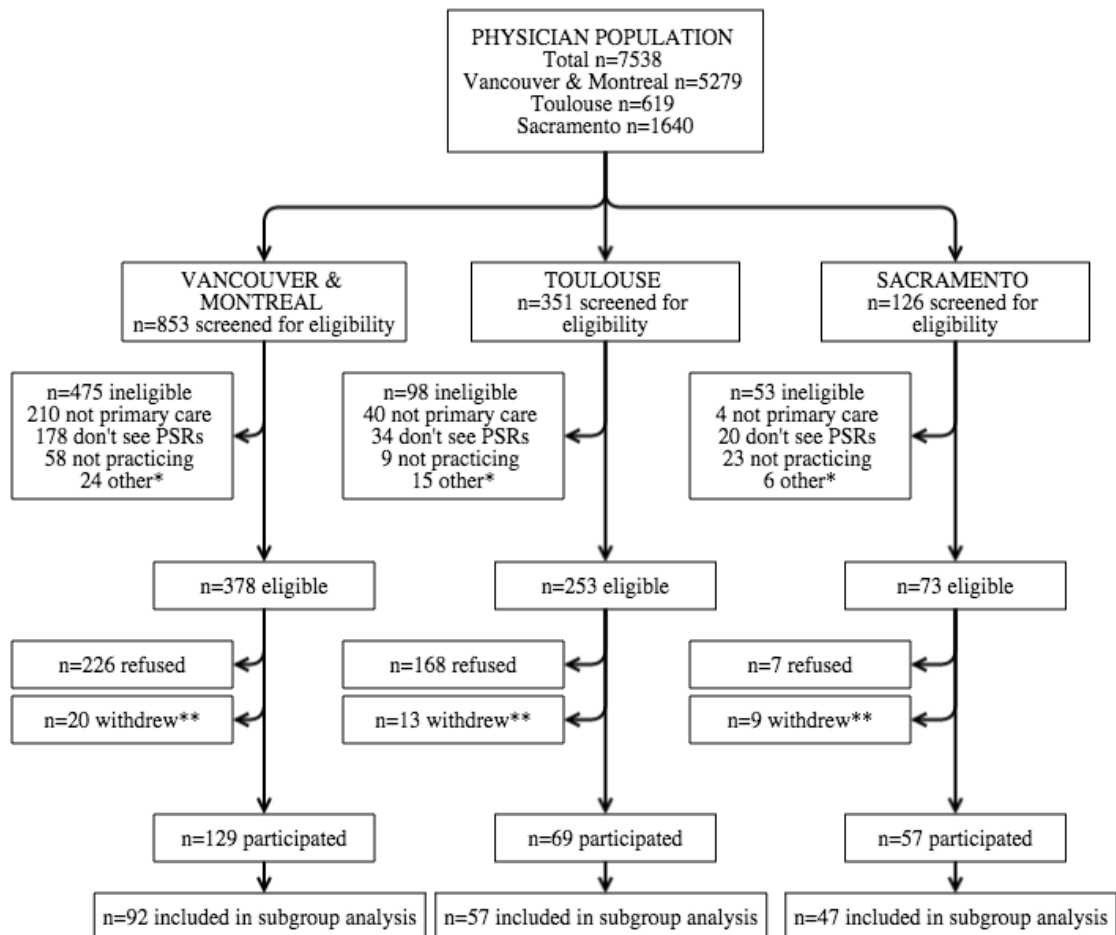 PHYSICIAN POPULATION
Total n=7538
Vancouver & Montreal n=5279
Toulouse n=619
Sacramento n=1640
VANCOUVER &
MONTREAL
n=853 screened for eligibility
TOULOUSE
n=351 screened for
eligibility
SACRAMENTO
n=126 screened for
eligibility
n=475 ineligible
210 not primary care
178 don't see PSRs
58 not practicing
24 other*
n=98 ineligible
40 not primary care
34 don't see PSRs
9 not practicing
15 other*
n=53 ineligible
4 not primary care
20 don't see PSRs
23 not practicing
6 other*
n=378 eligible
n=253 eligible
n=73 eligible
n=226 refused
n=168 refused
n=7 refused
n=20 withdrew**
n=13 withdrew**
n=9 withdrew**
n=129 participated
n=69 participated
n=57 participated
n=92 included in subgroup analysis
n=57 included in subgroup analysis
n=47 included in subgroup analysis